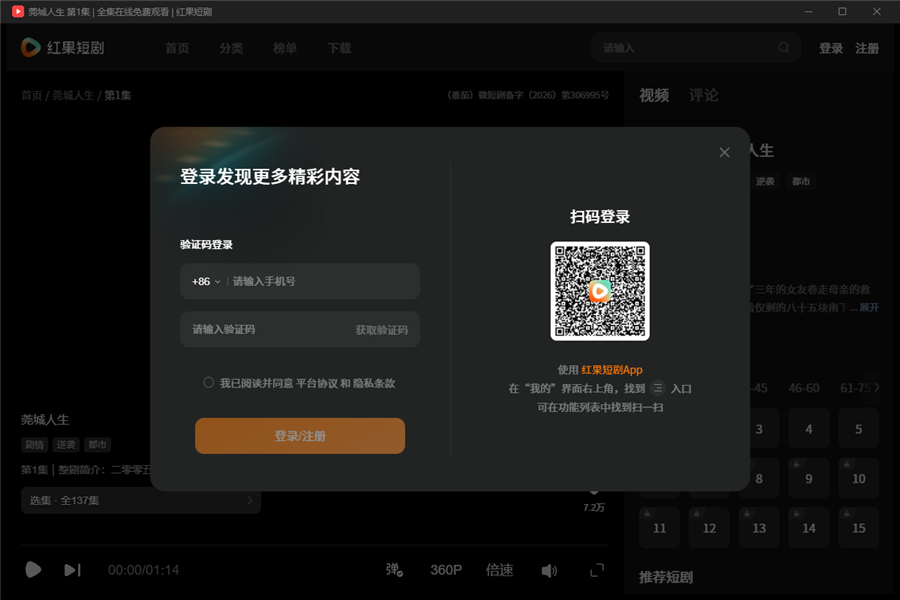 莞城人生 第1集 | 全集在线免费观看 | 红果短剧
红果短剧 首页 分类 榜单 下载 请输入 登录 注册
首页 / 莞城人生 / 第1集 (番茄) 微短剧备字 (2026) 第306995号
视频 评论
人生
逆袭 都市
登录发现更多精彩内容
验证码登录
+86 请输入手机号
请输入验证码 获取验证码
我已阅读并同意 平台协议 和 隐私条款
登录/注册
扫码登录
使用 红果短剧App
在“我的”界面右上角,找到 三 入口
可在功能列表中找到扫一扫
了三年的女友卷走母亲的救
着仅剩的八十五块南下... 展开
-45 46-60 61-75
3 4 5
8 9 10
11 12 13 14 15
推荐短剧
莞城人生
剧情 逆袭 都市
第1集 | 整剧简介: 二零零五
选集 · 全137集
7.2万
00:00/01:14 弹 360P 倍速